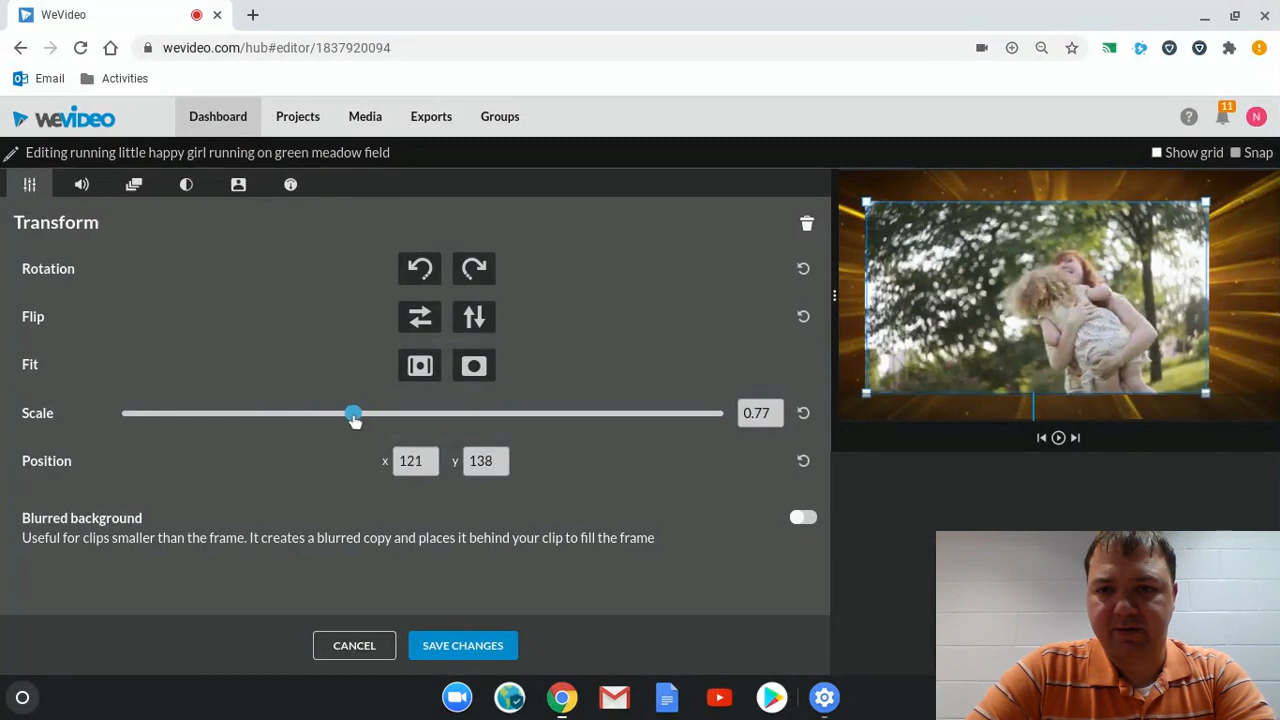 WeVideo
wevideo.com/hub#editor/1837920094
Email
Activities
wevideo
Dashboard
Projects
Media
Exports
Groups
11
N
Editing running little happy girl running on green meadow field
Show grid
Snap
Transform
Rotation
Flip
Fit
Scale
0.77
Position
x
121
y
138
Blurred background
Useful for clips smaller than the frame. It creates a blurred copy and places it behind your clip to fill the frame
CANCEL
SAVE CHANGES